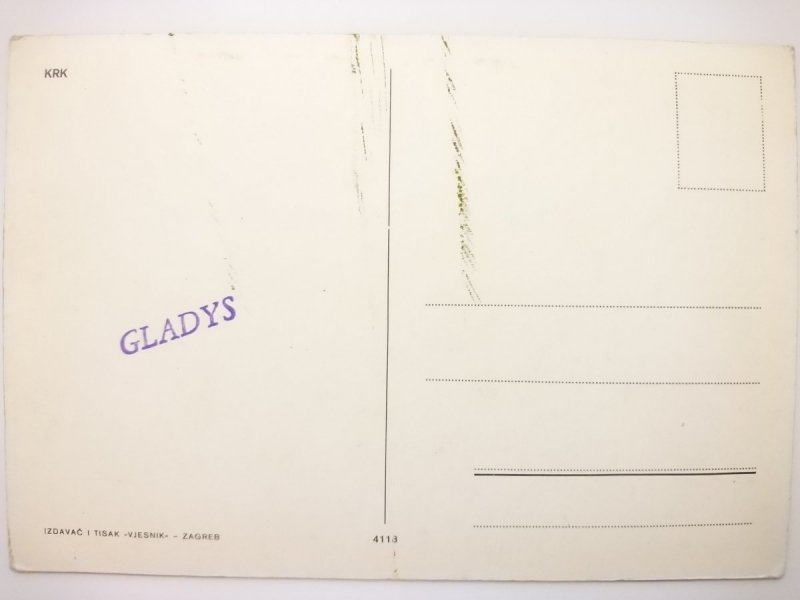 KRK
GLADYS
IZDAVAČ I TISAK »VJESNIK« – ZAGREB
4113